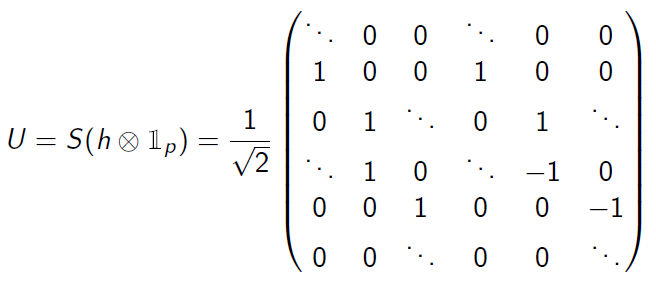 U = S(h ⊗ 𝟙ₚ) = 1/√2
⋱ 0 0 ⋱ 0 0
1 0 0 1 0 0
0 1 ⋱ 0 1 ⋱
⋱ 1 0 ⋱ −1 0
0 0 1 0 0 −1
0 0 ⋱ 0 0 ⋱